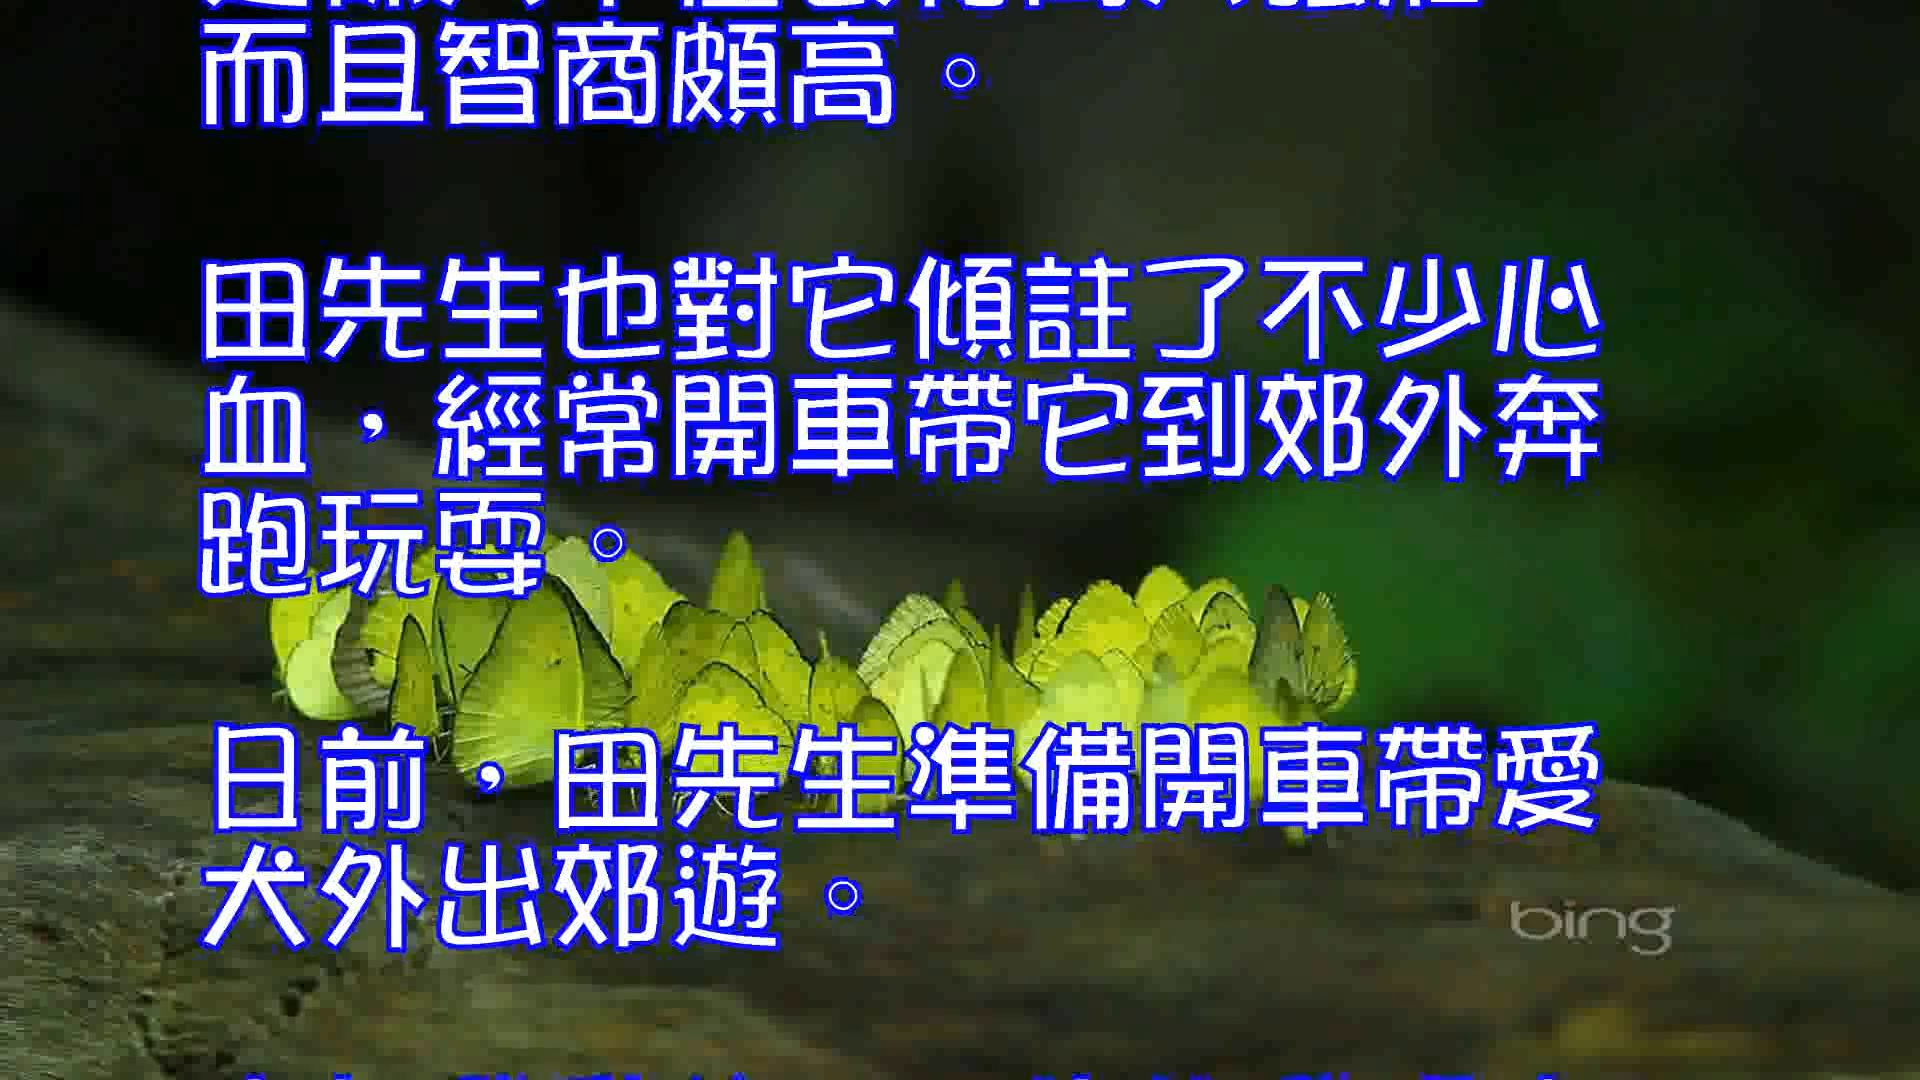 而且智商頗高。
田先生也對它傾註了不少心
血，經常開車帶它到郊外奔
跑玩耍。
日前，田先生準備開車帶愛
犬外出郊遊。
bing